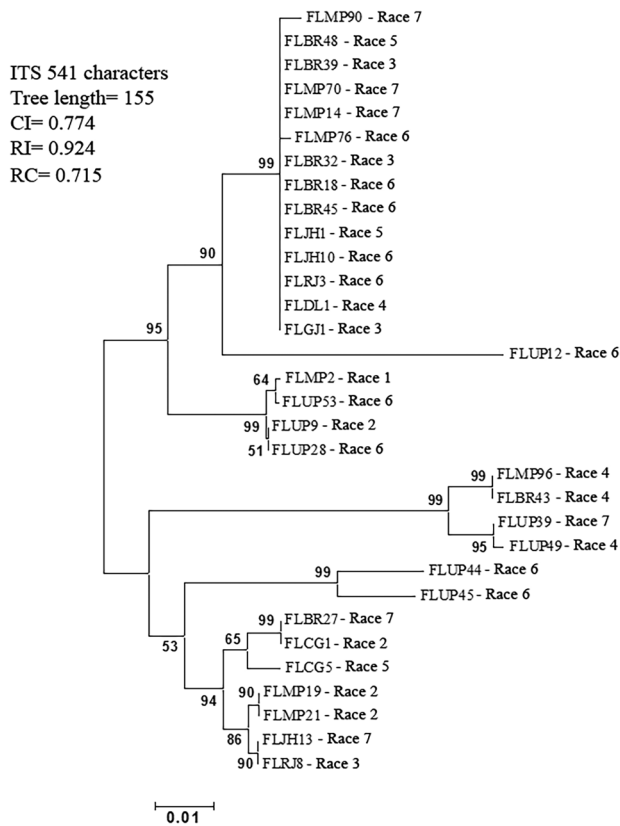 ITS 541 characters
Tree length= 155
CI= 0.774
RI= 0.924
RC= 0.715
FLMP90 - Race 7
FLBR48 - Race 5
FLBR39 - Race 3
FLMP70 - Race 7
FLMP14 - Race 7
FLMP76 - Race 6
99
FLBR32 - Race 3
FLBR18 - Race 6
FLBR45 - Race 6
FLJH1 - Race 5
90
FLJH10 - Race 6
FLRJ3 - Race 6
FLDL1 - Race 4
95
FLGJ1 - Race 3
FLUP12 - Race 6
64
FLMP2 - Race 1
FLUP53 - Race 6
99
FLUP9 - Race 2
51
FLUP28 - Race 6
99
FLMP96 - Race 4
99
FLBR43 - Race 4
FLUP39 - Race 7
95
FLUP49 - Race 4
99
FLUP44 - Race 6
FLUP45 - Race 6
99
FLBR27 - Race 7
53
65
FLCG1 - Race 2
FLCG5 - Race 5
94
90
FLMP19 - Race 2
FLMP21 - Race 2
86
FLJH13 - Race 7
90
FLRJ8 - Race 3
0.01